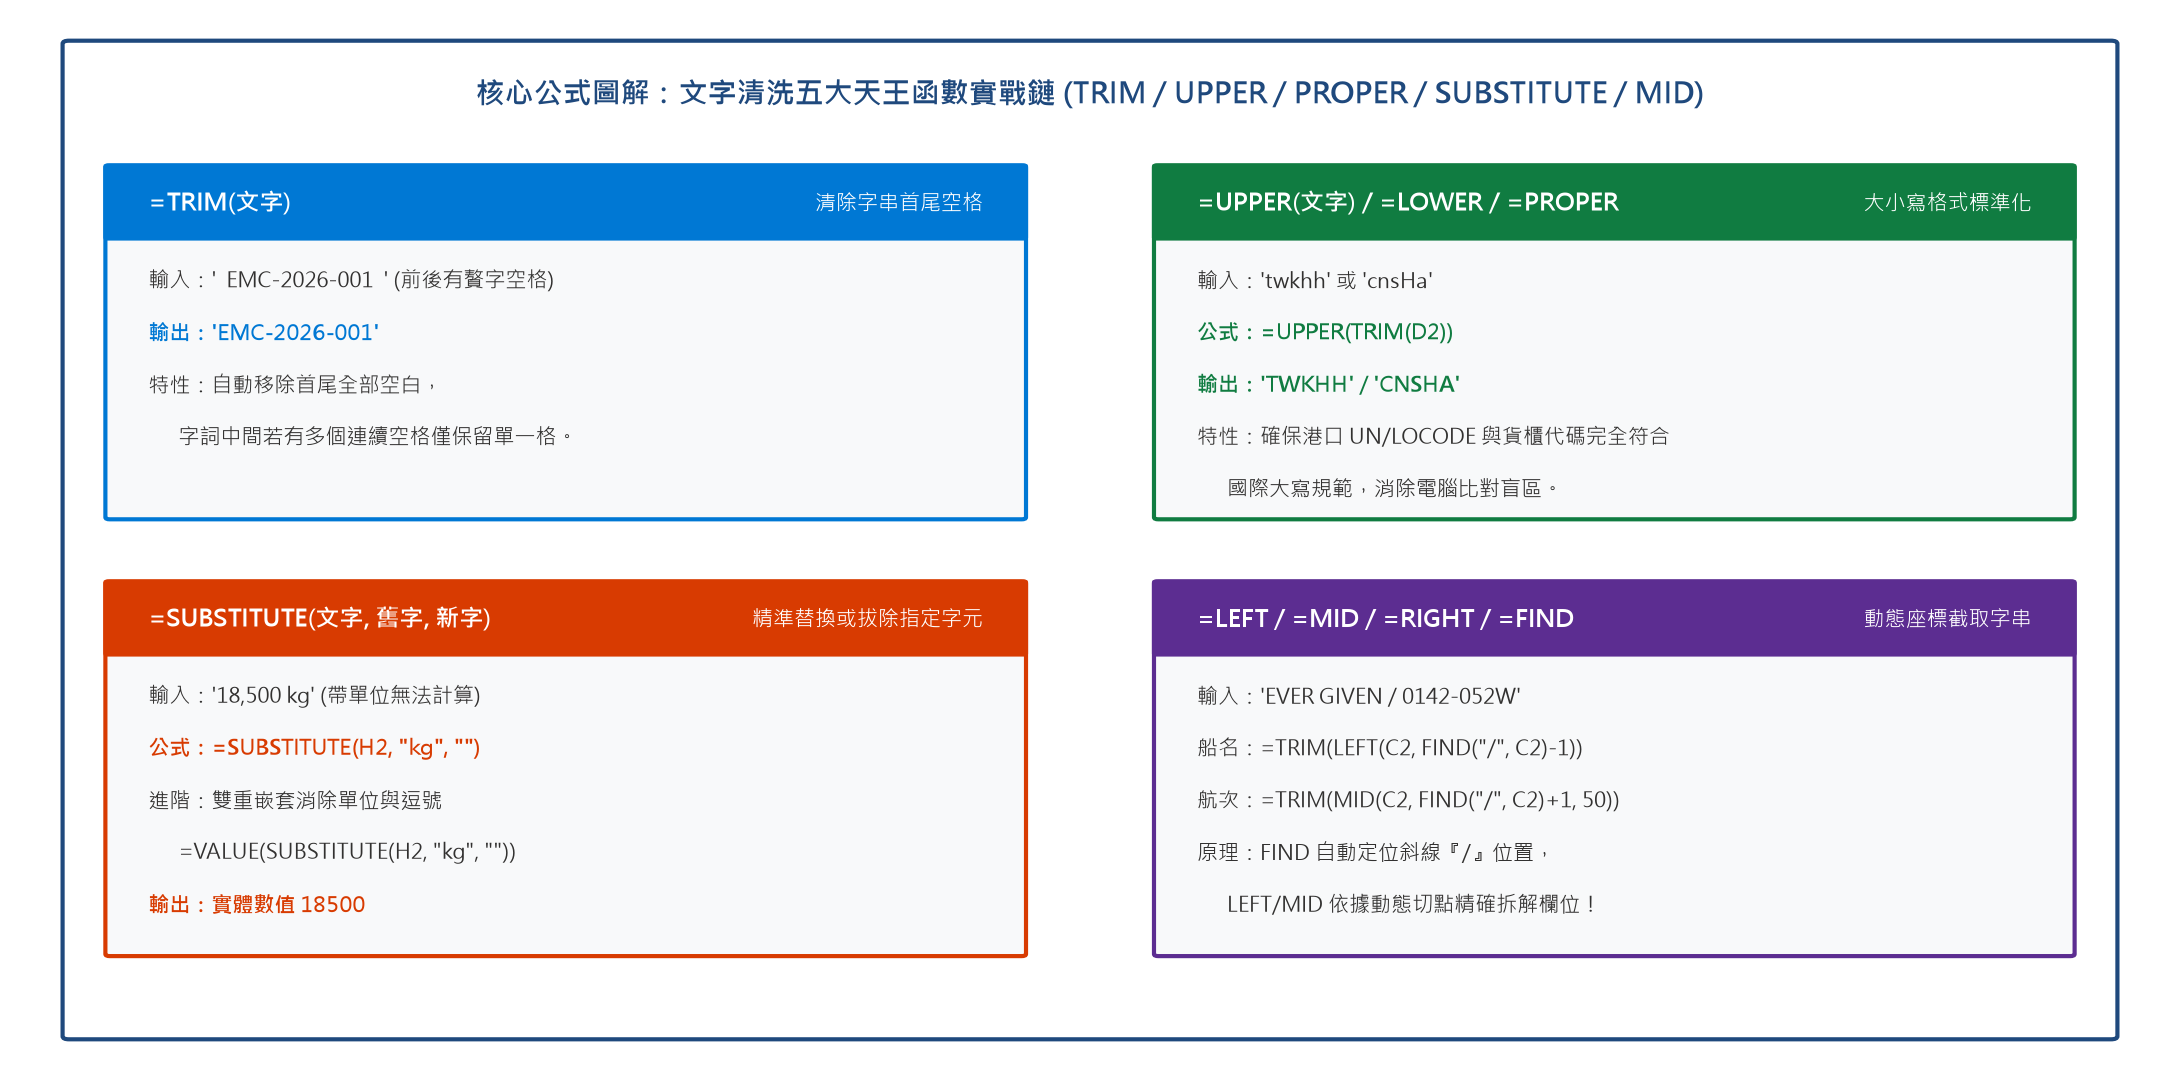 核心公式圖解：文字清洗五大天王函數實戰鏈 (TRIM / UPPER / PROPER / SUBSTITUTE / MID)
=TRIM(文字)
清除字串首尾空格
輸入：'  EMC-2026-001  ' (前後有贅字空格)
輸出：'EMC-2026-001'
特性：自動移除首尾全部空白，
字詞中間若有多個連續空格僅保留單一格。
=UPPER(文字) / =LOWER / =PROPER
大小寫格式標準化
輸入：'twkhh' 或 'cnsHa'
公式：=UPPER(TRIM(D2))
輸出：'TWKHH' / 'CNSHA'
特性：確保港口 UN/LOCODE 與貨櫃代碼完全符合
國際大寫規範，消除電腦比對盲區。
=SUBSTITUTE(文字, 舊字, 新字)
精準替換或拔除指定字元
輸入：'18,500 kg' (帶單位無法計算)
公式：=SUBSTITUTE(H2, "kg", "")
進階：雙重嵌套消除單位與逗號
=VALUE(SUBSTITUTE(H2, "kg", ""))
輸出：實體數值 18500
=LEFT / =MID / =RIGHT / =FIND
動態座標截取字串
輸入：'EVER GIVEN / 0142-052W'
船名：=TRIM(LEFT(C2, FIND("/", C2)-1))
航次：=TRIM(MID(C2, FIND("/", C2)+1, 50))
原理：FIND 自動定位斜線『/』位置，
LEFT/MID 依據動態切點精確拆解欄位！